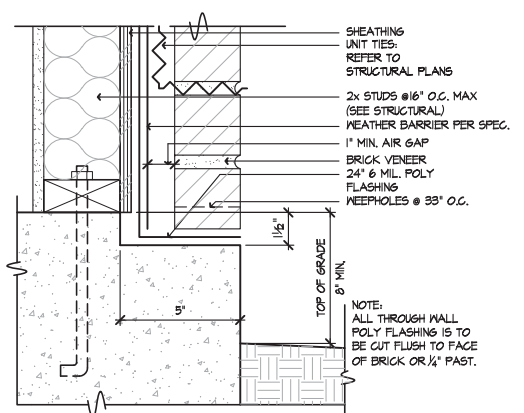 SHEATHING
UNIT TIES:
REFER TO
STRUCTURAL PLANS
2x STUDS @16" O.C. MAX
(SEE STRUCTURAL)
WEATHER BARRIER PER SPEC.
1" MIN. AIR GAP
BRICK VENEER
24" 6 MIL. POLY
FLASHING
WEEPHOLES @ 33" O.C.
1½"
TOP OF GRADE
8" MIN.
5"
NOTE:
ALL THROUGH WALL
POLY FLASHING IS TO
BE CUT FLUSH TO FACE
OF BRICK OR ¼" PAST.